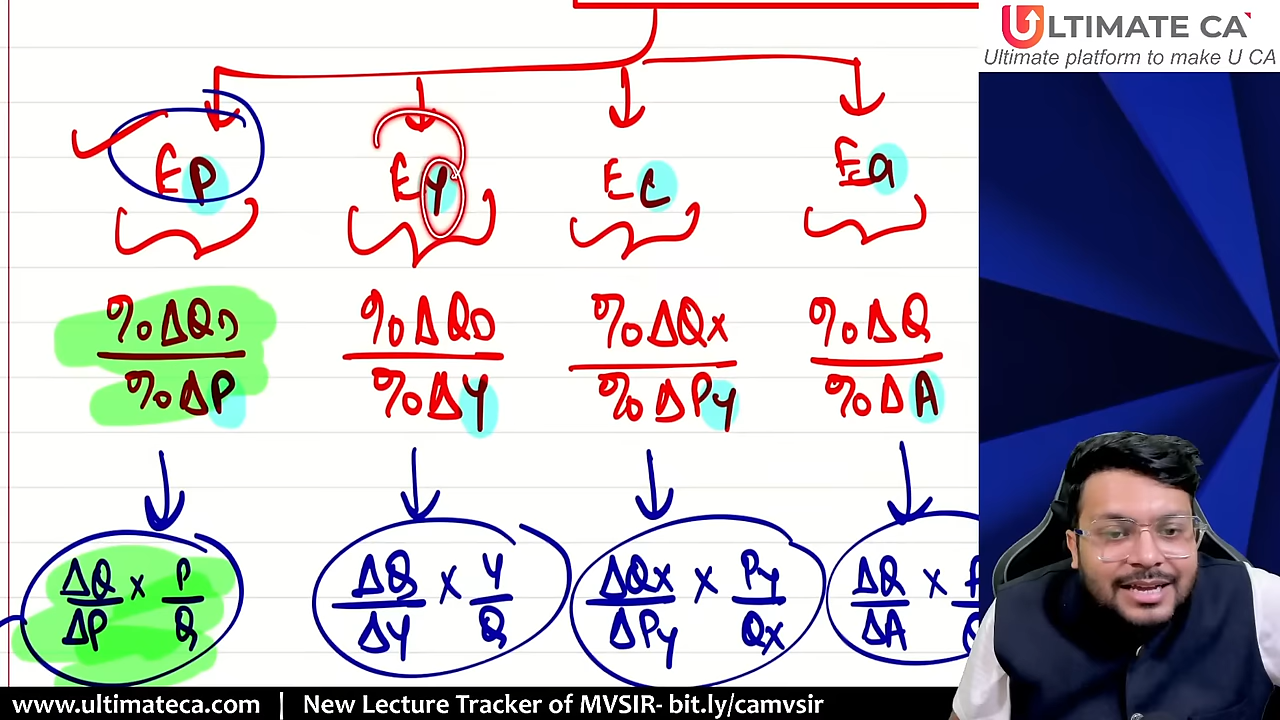 ULTIMATE CA
Ultimate platform to make U CA
Ep Ey Ec Ea
%ΔQD %ΔQD %ΔQx %ΔQ
%ΔP %ΔY %ΔPy %ΔA
ΔQ × P ΔQ × Y ΔQx × Py ΔQ ×
ΔP Q ΔY Q ΔPy Qx ΔA
www.ultimateca.com | New Lecture Tracker of MVSIR- bit.ly/camvsir